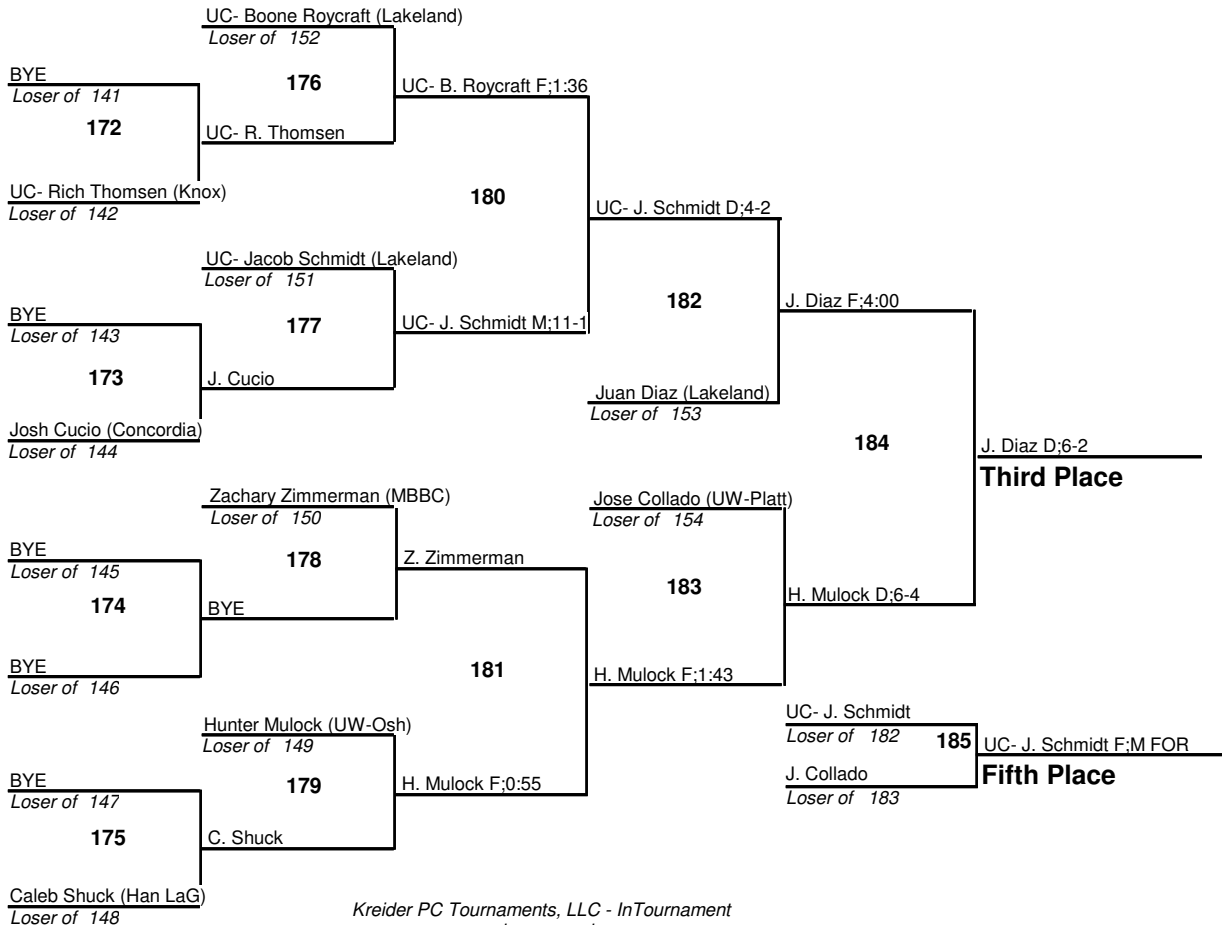 UC- Boone Roycraft (Lakeland)
Loser of 152
BYE
Loser of 141
176
UC- B. Roycraft F;1:36
172
UC- R. Thomsen
UC- Rich Thomsen (Knox)
Loser of 142
180
UC- J. Schmidt D;4-2
UC- Jacob Schmidt (Lakeland)
Loser of 151
182
J. Diaz F;4:00
BYE
Loser of 143
177
UC- J. Schmidt M;11-1
173
J. Cucio
Juan Diaz (Lakeland)
Loser of 153
Josh Cucio (Concordia)
Loser of 144
184
J. Diaz D;6-2
Third Place
Zachary Zimmerman (MBBC)
Loser of 150
Jose Collado (UW-Platt)
Loser of 154
BYE
Loser of 145
178
Z. Zimmerman
174
BYE
183
H. Mulock D;6-4
BYE
Loser of 146
181
H. Mulock F;1:43
Hunter Mulock (UW-Osh)
Loser of 149
UC- J. Schmidt
Loser of 182
185
UC- J. Schmidt F;M FOR
Fifth Place
J. Collado
Loser of 183
BYE
Loser of 147
179
H. Mulock F;0:55
175
C. Shuck
Caleb Shuck (Han LaG)
Loser of 148
Kreider PC Tournaments, LLC - InTournament